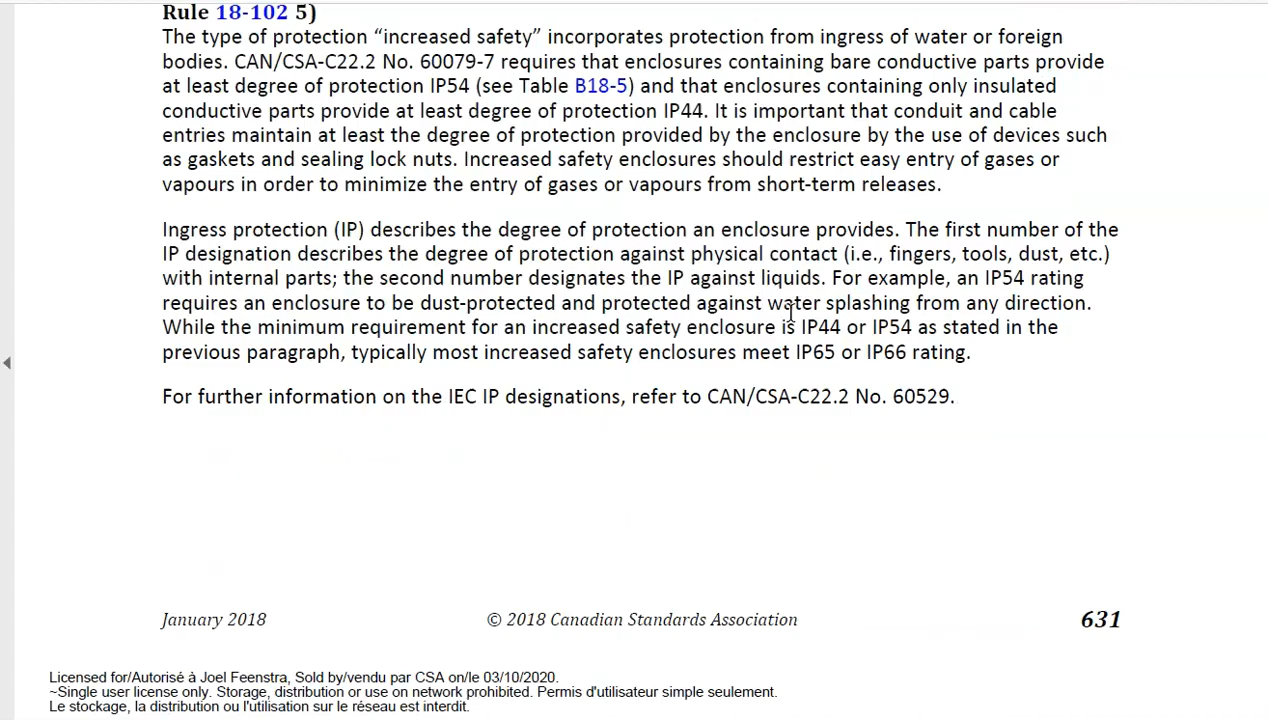 Rule 18-102 5)
The type of protection “increased safety” incorporates protection from ingress of water or foreign
bodies. CAN/CSA-C22.2 No. 60079-7 requires that enclosures containing bare conductive parts provide
at least degree of protection IP54 (see Table B18-5) and that enclosures containing only insulated
conductive parts provide at least degree of protection IP44. It is important that conduit and cable
entries maintain at least the degree of protection provided by the enclosure by the use of devices such
as gaskets and sealing lock nuts. Increased safety enclosures should restrict easy entry of gases or
vapours in order to minimize the entry of gases or vapours from short-term releases.
Ingress protection (IP) describes the degree of protection an enclosure provides. The first number of the
IP designation describes the degree of protection against physical contact (i.e., fingers, tools, dust, etc.)
with internal parts; the second number designates the IP against liquids. For example, an IP54 rating
requires an enclosure to be dust-protected and protected against water splashing from any direction.
While the minimum requirement for an increased safety enclosure is IP44 or IP54 as stated in the
previous paragraph, typically most increased safety enclosures meet IP65 or IP66 rating.
For further information on the IEC IP designations, refer to CAN/CSA-C22.2 No. 60529.
January 2018 © 2018 Canadian Standards Association 631
Licensed for/Autorisé à Joel Feenstra, Sold by/vendu par CSA on/le 03/10/2020.
~Single user license only. Storage, distribution or use on network prohibited. Permis d'utilisateur simple seulement.
Le stockage, la distribution ou l'utilisation sur le réseau est interdit.